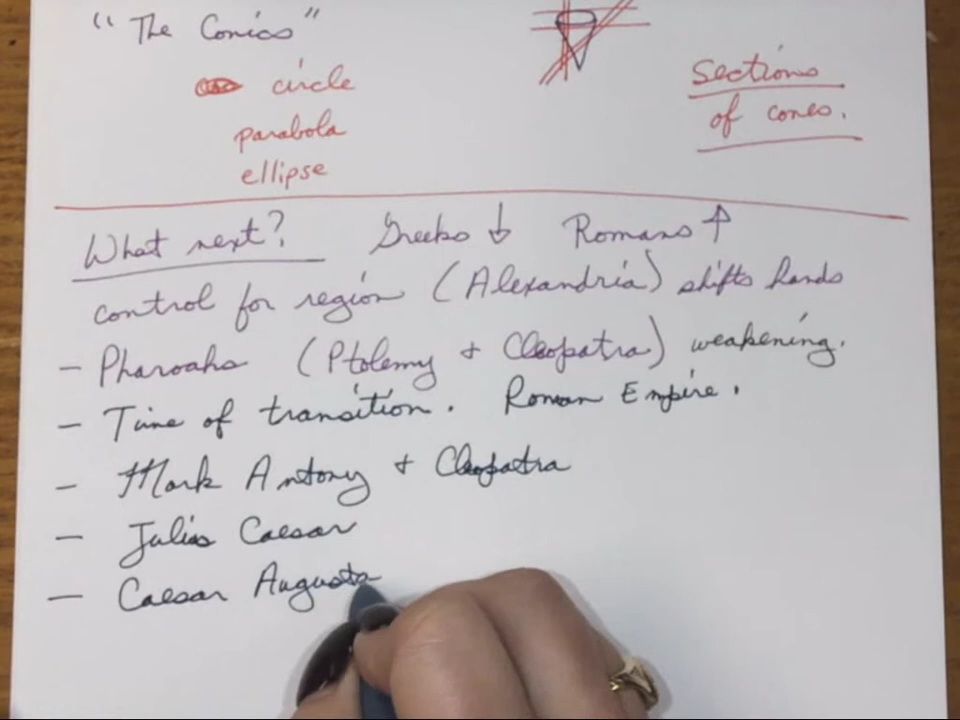 "The Conics"
circle
parabola
ellipse
Sections
of cones.
What next? Greeks ↓ Romans ↑
control for region (Alexandria) shifts hands
- Pharoahs (Ptolemy + Cleopatra) weakening.
- Time of transition. Roman Empire.
- Mark Antony + Cleopatra
- Julius Caesar
- Caesar Augusta